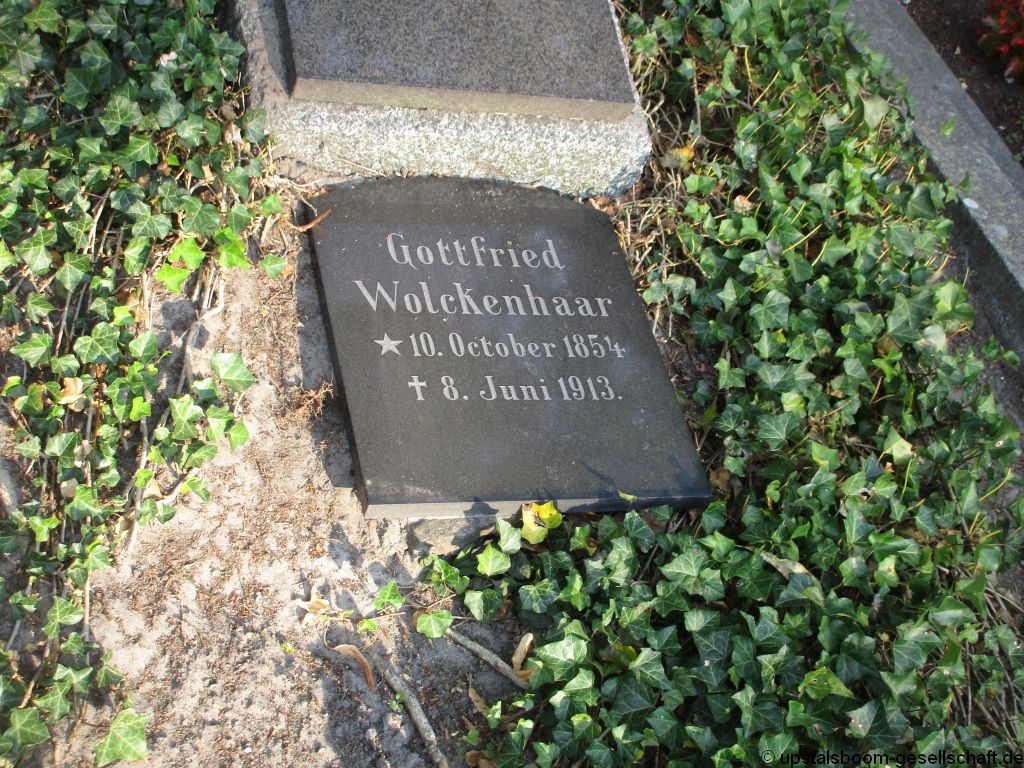 Gottfried
Wolckenhaar
★ 10. October 1854
✝ 8. Juni 1913.
© upstalsboom-gesellschaft.de